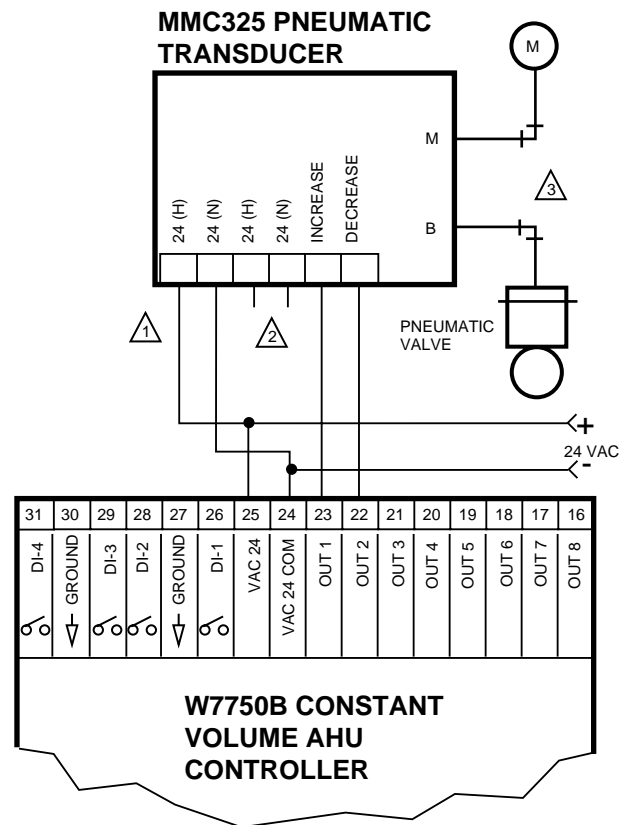 MMC325 PNEUMATIC
TRANSDUCER
M
M
24 (H)
24 (N)
24 (H)
24 (N)
INCREASE
DECREASE
B
3
1
2
PNEUMATIC
VALVE
+
24 VAC
-
31 30 29 28 27 26 25 24 23 22 21 20 19 18 17 16
DI-4
GROUND
DI-3
DI-2
GROUND
DI-1
VAC 24
VAC 24 COM
OUT 1
OUT 2
OUT 3
OUT 4
OUT 5
OUT 6
OUT 7
OUT 8
W7750B CONSTANT
VOLUME AHU
CONTROLLER